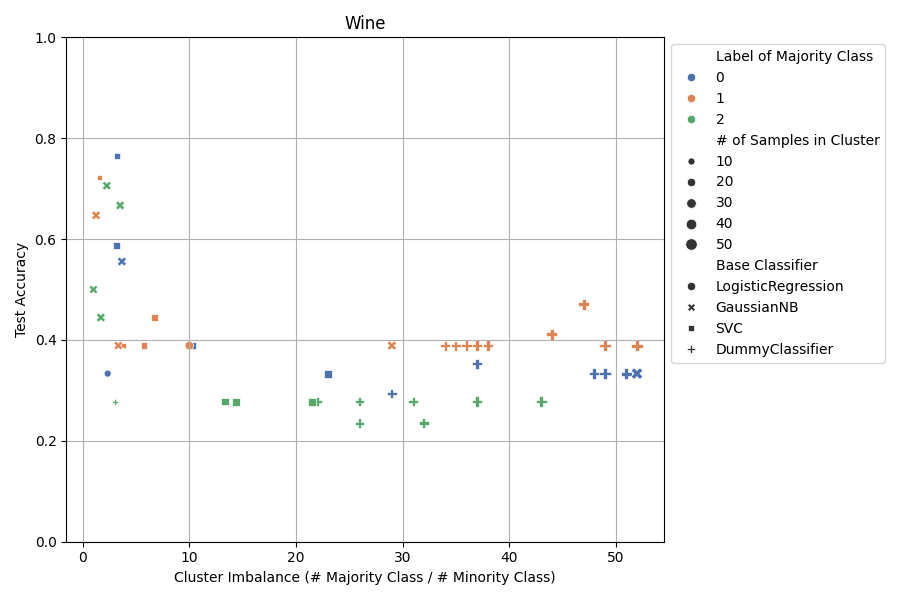 Wine
1.0
0.8
0.6
0.4
0.2
0.0
Test Accuracy
0 10 20 30 40 50
Cluster Imbalance (# Majority Class / # Minority Class)
Label of Majority Class
0
1
2
# of Samples in Cluster
10
20
30
40
50
Base Classifier
LogisticRegression
GaussianNB
SVC
DummyClassifier